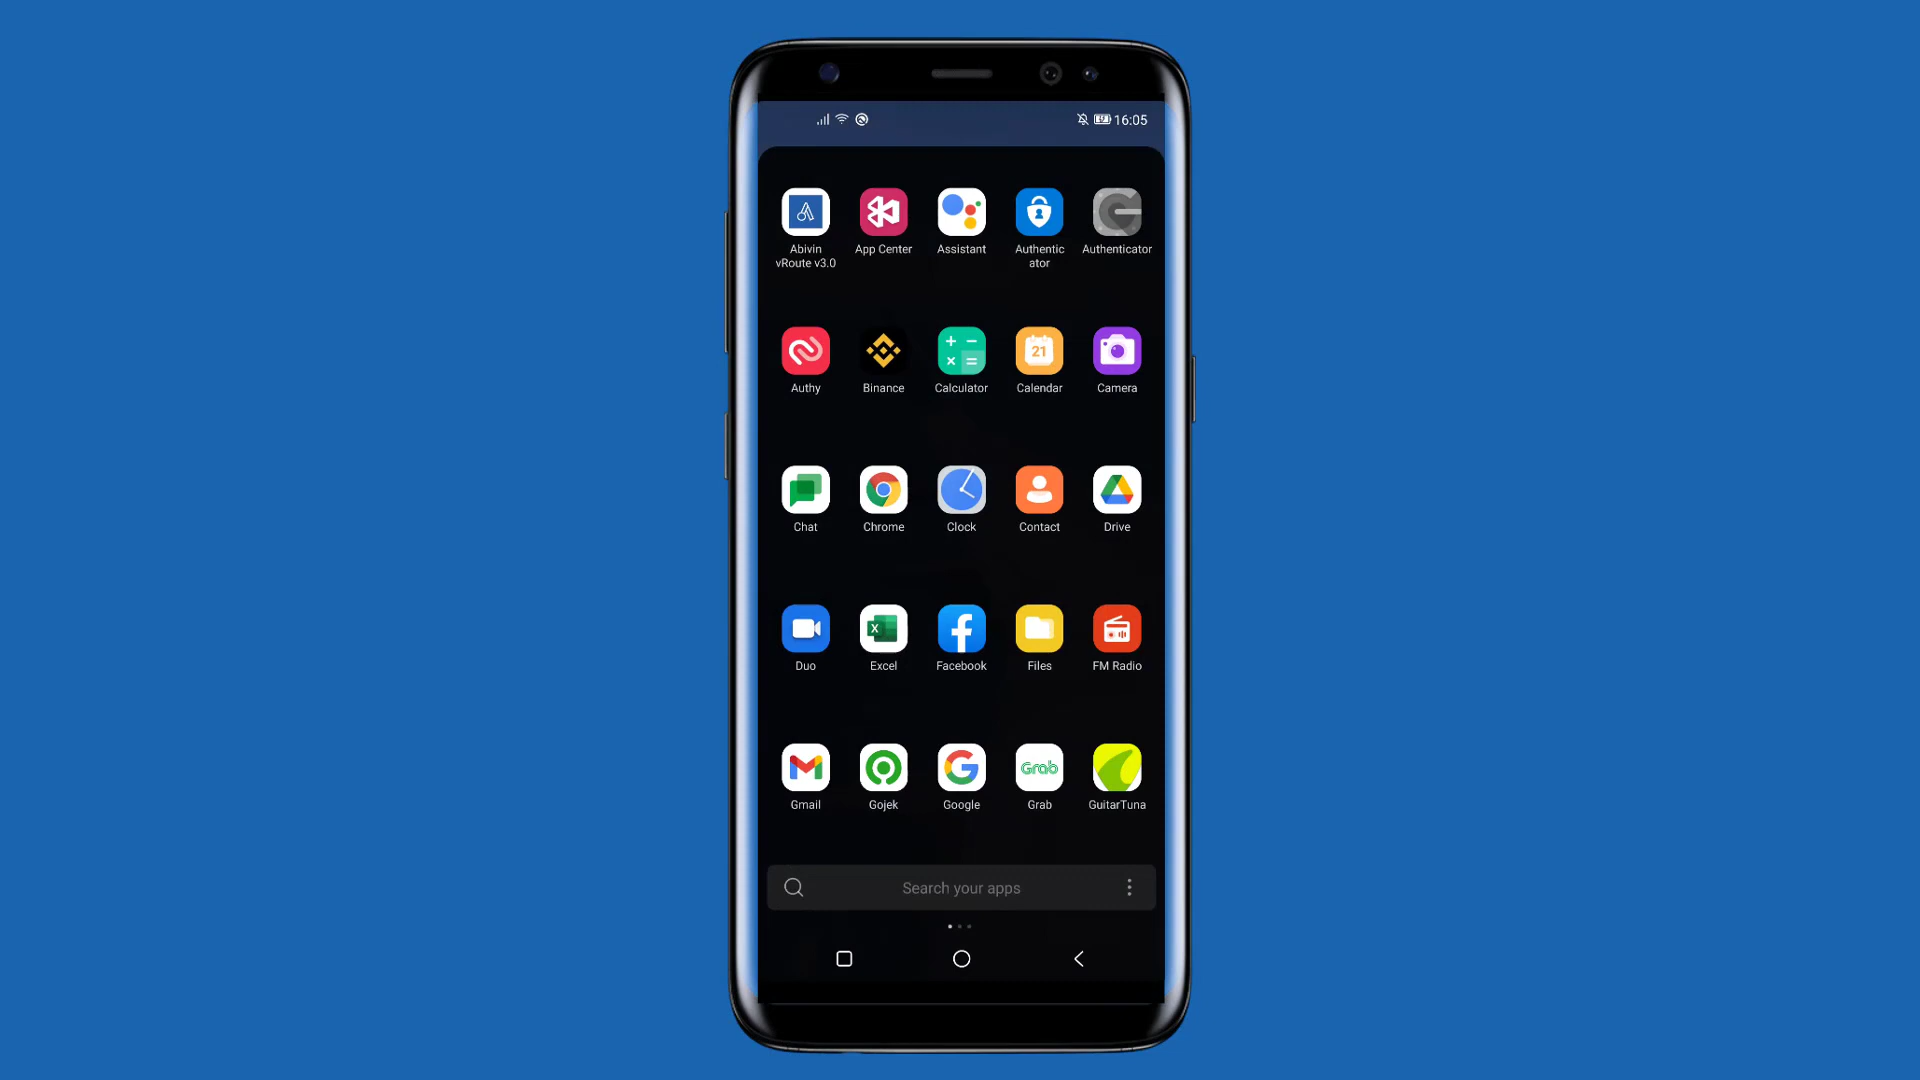 16:05
Abivin
vRoute v3.0
App Center
Assistant
Authentic
ator
Authenticator
Authy
Binance
Calculator
21
Calendar
Camera
Chat
Chrome
Clock
Contact
Drive
Duo
X
Excel
Facebook
Files
FM Radio
Gmail
Gojek
Google
Grab
Grab
GuitarTuna
Search your apps